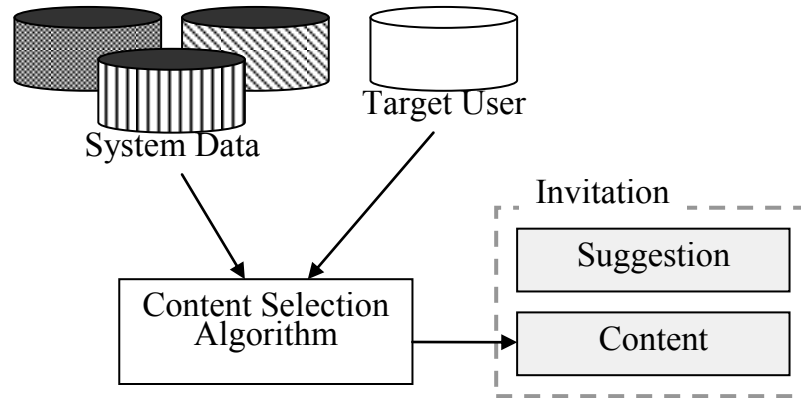 System Data
Target User
Invitation
Suggestion
Content Selection
Algorithm
Content